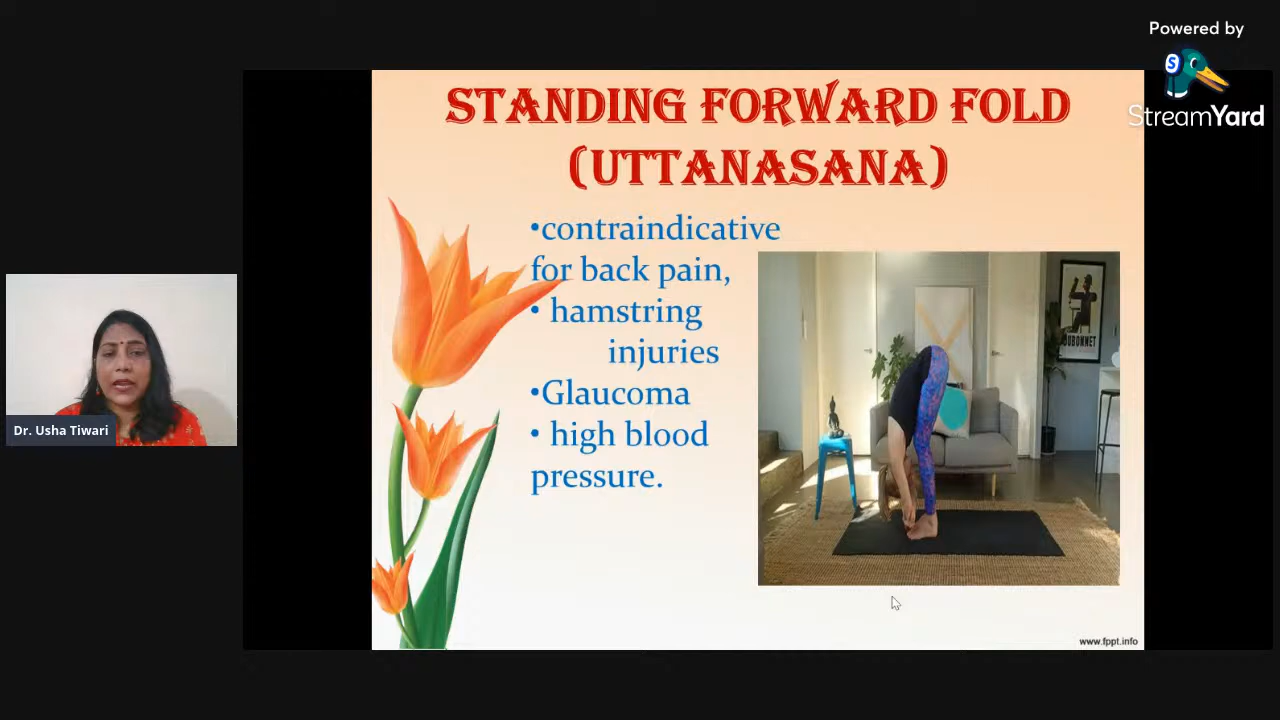 Powered by
StreamYard
STANDING FORWARD FOLD
(UTTANASANA)
•contraindicative
for back pain,
• hamstring
injuries
•Glaucoma
• high blood
pressure.
DUBONNET
Dr. Usha Tiwari
www.fppt.info